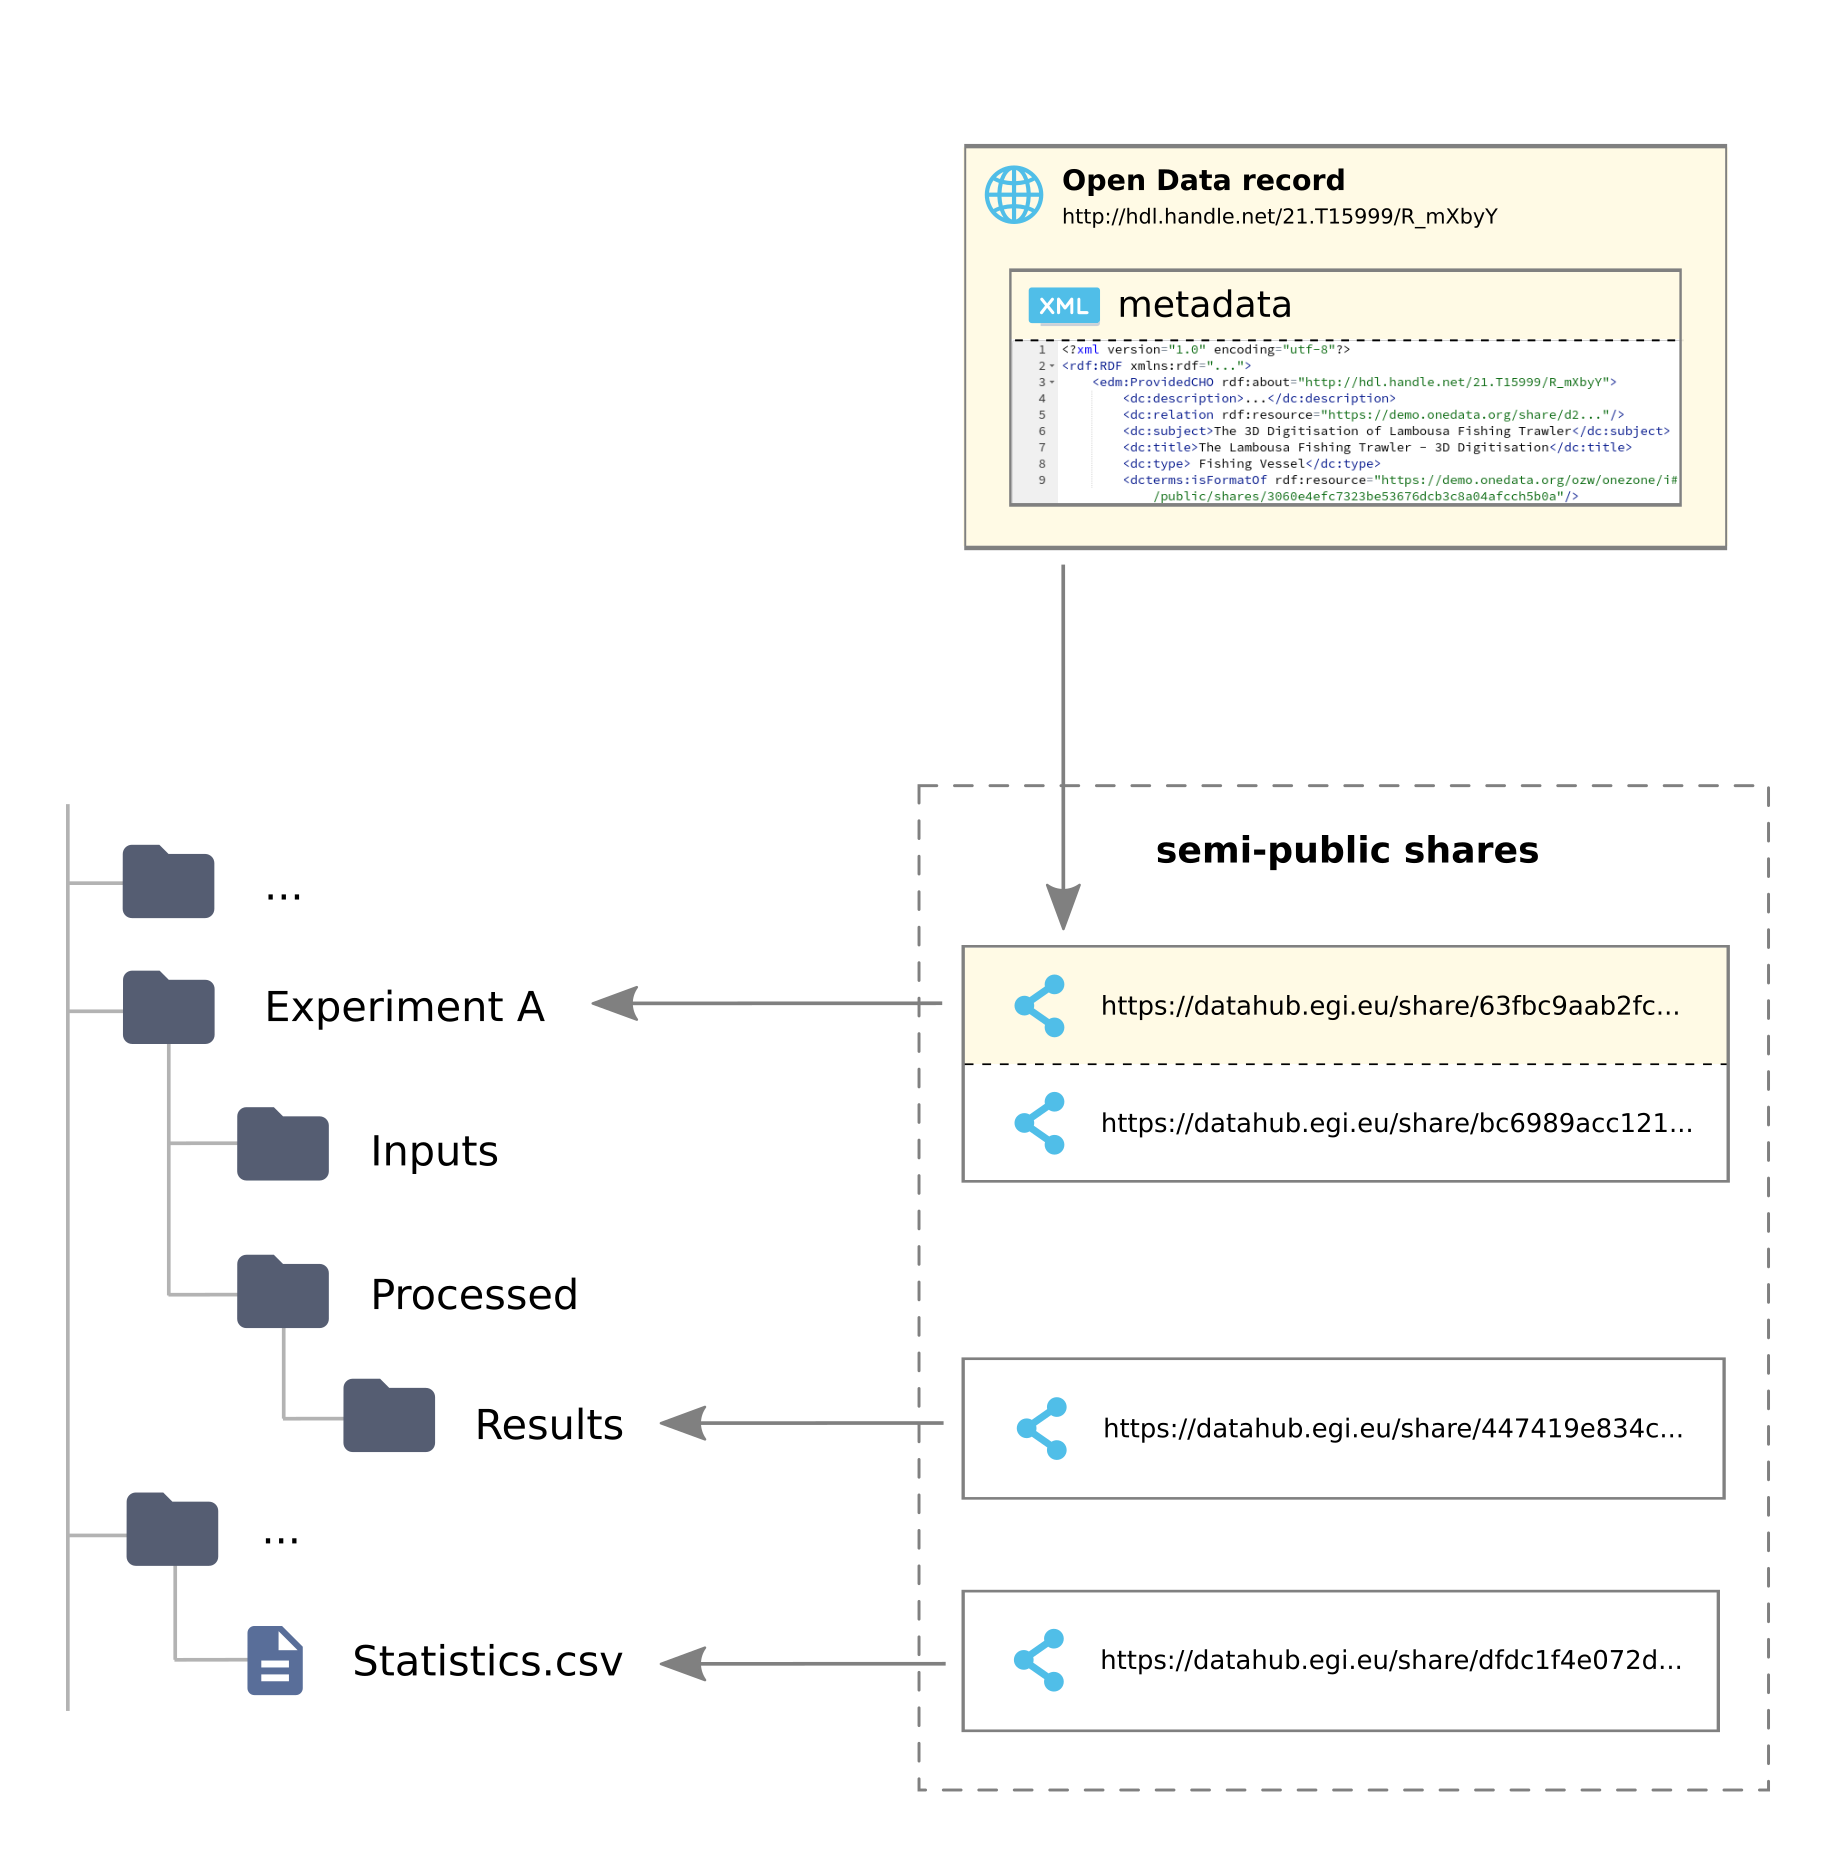 Open Data record
http://hdl.handle.net/21.T15999/R_mXbyY
XML metadata
1 <?xml version="1.0" encoding="utf-8"?>
2 <rdf:RDF xmlns:rdf="...">
3 <edm:ProvidedCHO rdf:about="http://hdl.handle.net/21.T15999/R_mXbyY">
4 <dc:description>...</dc:description>
5 <dc:relation rdf:resource="https://demo.onedata.org/share/d2..."/>
6 <dc:subject>The 3D Digitisation of Lambousa Fishing Trawler</dc:subject>
7 <dc:title>The Lambousa Fishing Trawler - 3D Digitisation</dc:title>
8 <dc:type> Fishing Vessel</dc:type>
9 <dcterms:isFormatOf rdf:resource="https://demo.onedata.org/ozw/onezone/i#
/public/shares/3060e4efc7323be53676dcb3c8a04afcch5b0a"/>
semi-public shares
...
Experiment A
https://datahub.egi.eu/share/63fbc9aab2fc...
https://datahub.egi.eu/share/bc6989acc121...
Inputs
Processed
Results
https://datahub.egi.eu/share/447419e834c...
...
Statistics.csv
https://datahub.egi.eu/share/dfdc1f4e072d...